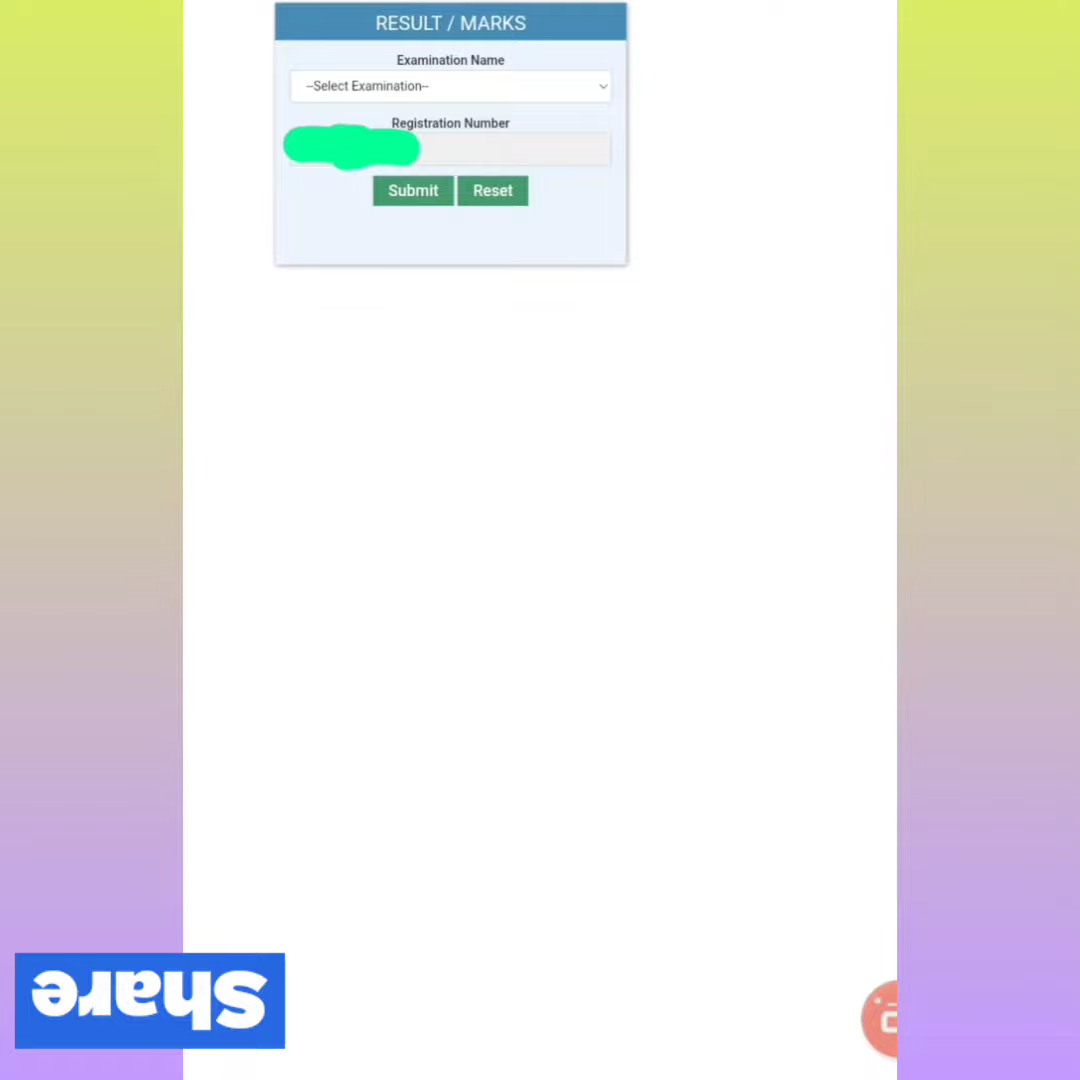 RESULT / MARKS
Examination Name
--Select Examination--
Registration Number
Submit Reset
Share